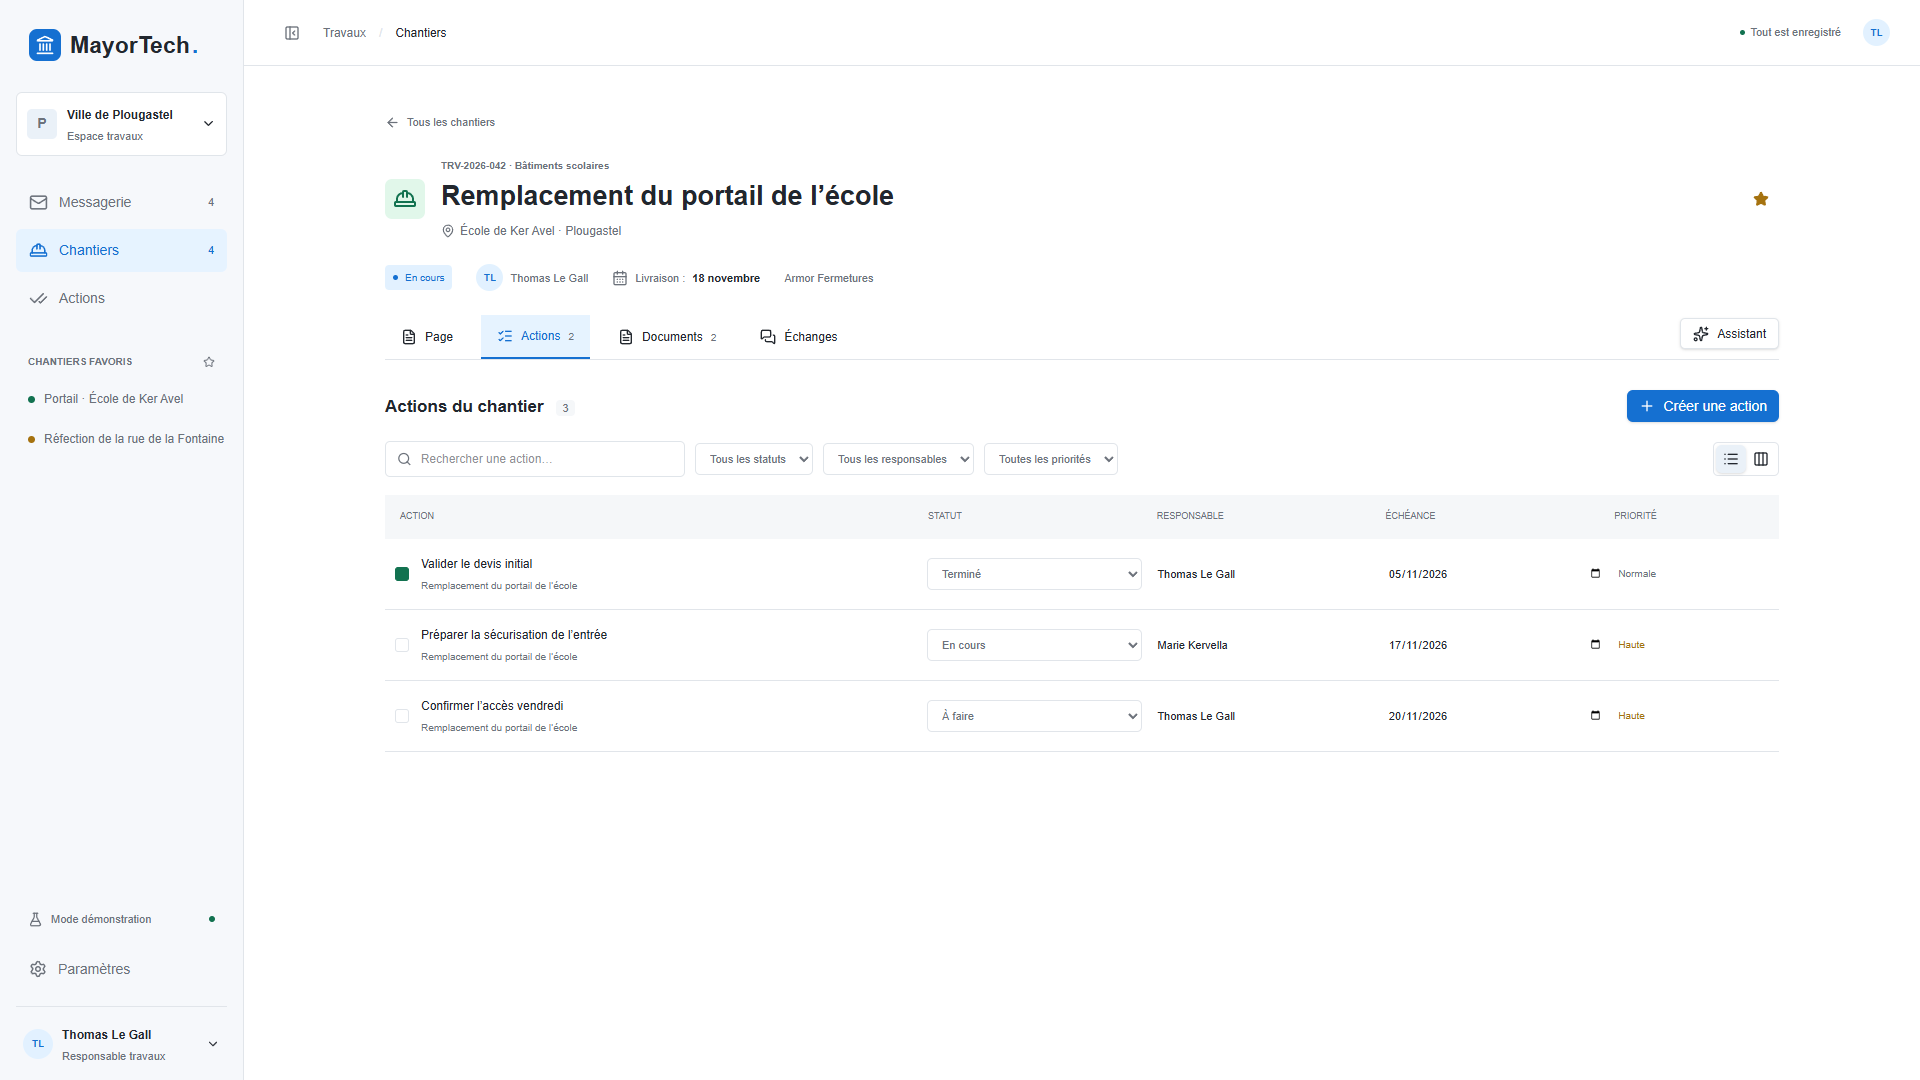 MayorTech.
P
Ville de Plougastel
Espace travaux
Messagerie 4
Chantiers 4
Actions
CHANTIERS FAVORIS
Portail · École de Ker Avel
Réfection de la rue de la Fontaine
Mode démonstration
Paramètres
TL
Thomas Le Gall
Responsable travaux
Travaux / Chantiers
Tout est enregistré
TL
Tous les chantiers
TRV-2026-042 · Bâtiments scolaires
Remplacement du portail de l’école
École de Ker Avel · Plougastel
En cours TL Thomas Le Gall Livraison : 18 novembre Armor Fermetures
Page Actions 2 Documents 2 Échanges Assistant
Actions du chantier 3
Créer une action
Rechercher une action… Tous les statuts Tous les responsables Toutes les priorités
ACTION STATUT RESPONSABLE ÉCHÉANCE PRIORITÉ
Valider le devis initial
Remplacement du portail de l’école
Terminé Thomas Le Gall 05/11/2026 Normale
Préparer la sécurisation de l’entrée
Remplacement du portail de l’école
En cours Marie Kervella 17/11/2026 Haute
Confirmer l’accès vendredi
Remplacement du portail de l’école
À faire Thomas Le Gall 20/11/2026 Haute